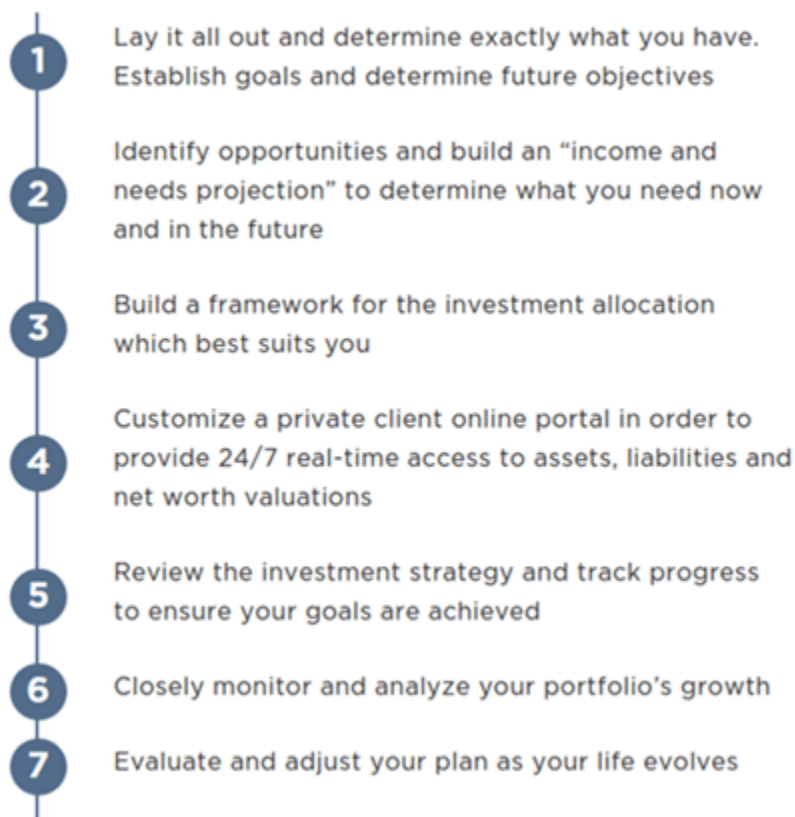 1
Lay it all out and determine exactly what you have.
Establish goals and determine future objectives
2
Identify opportunities and build an “income and
needs projection” to determine what you need now
and in the future
3
Build a framework for the investment allocation
which best suits you
4
Customize a private client online portal in order to
provide 24/7 real-time access to assets, liabilities and
net worth valuations
5
Review the investment strategy and track progress
to ensure your goals are achieved
6
Closely monitor and analyze your portfolio’s growth
7
Evaluate and adjust your plan as your life evolves